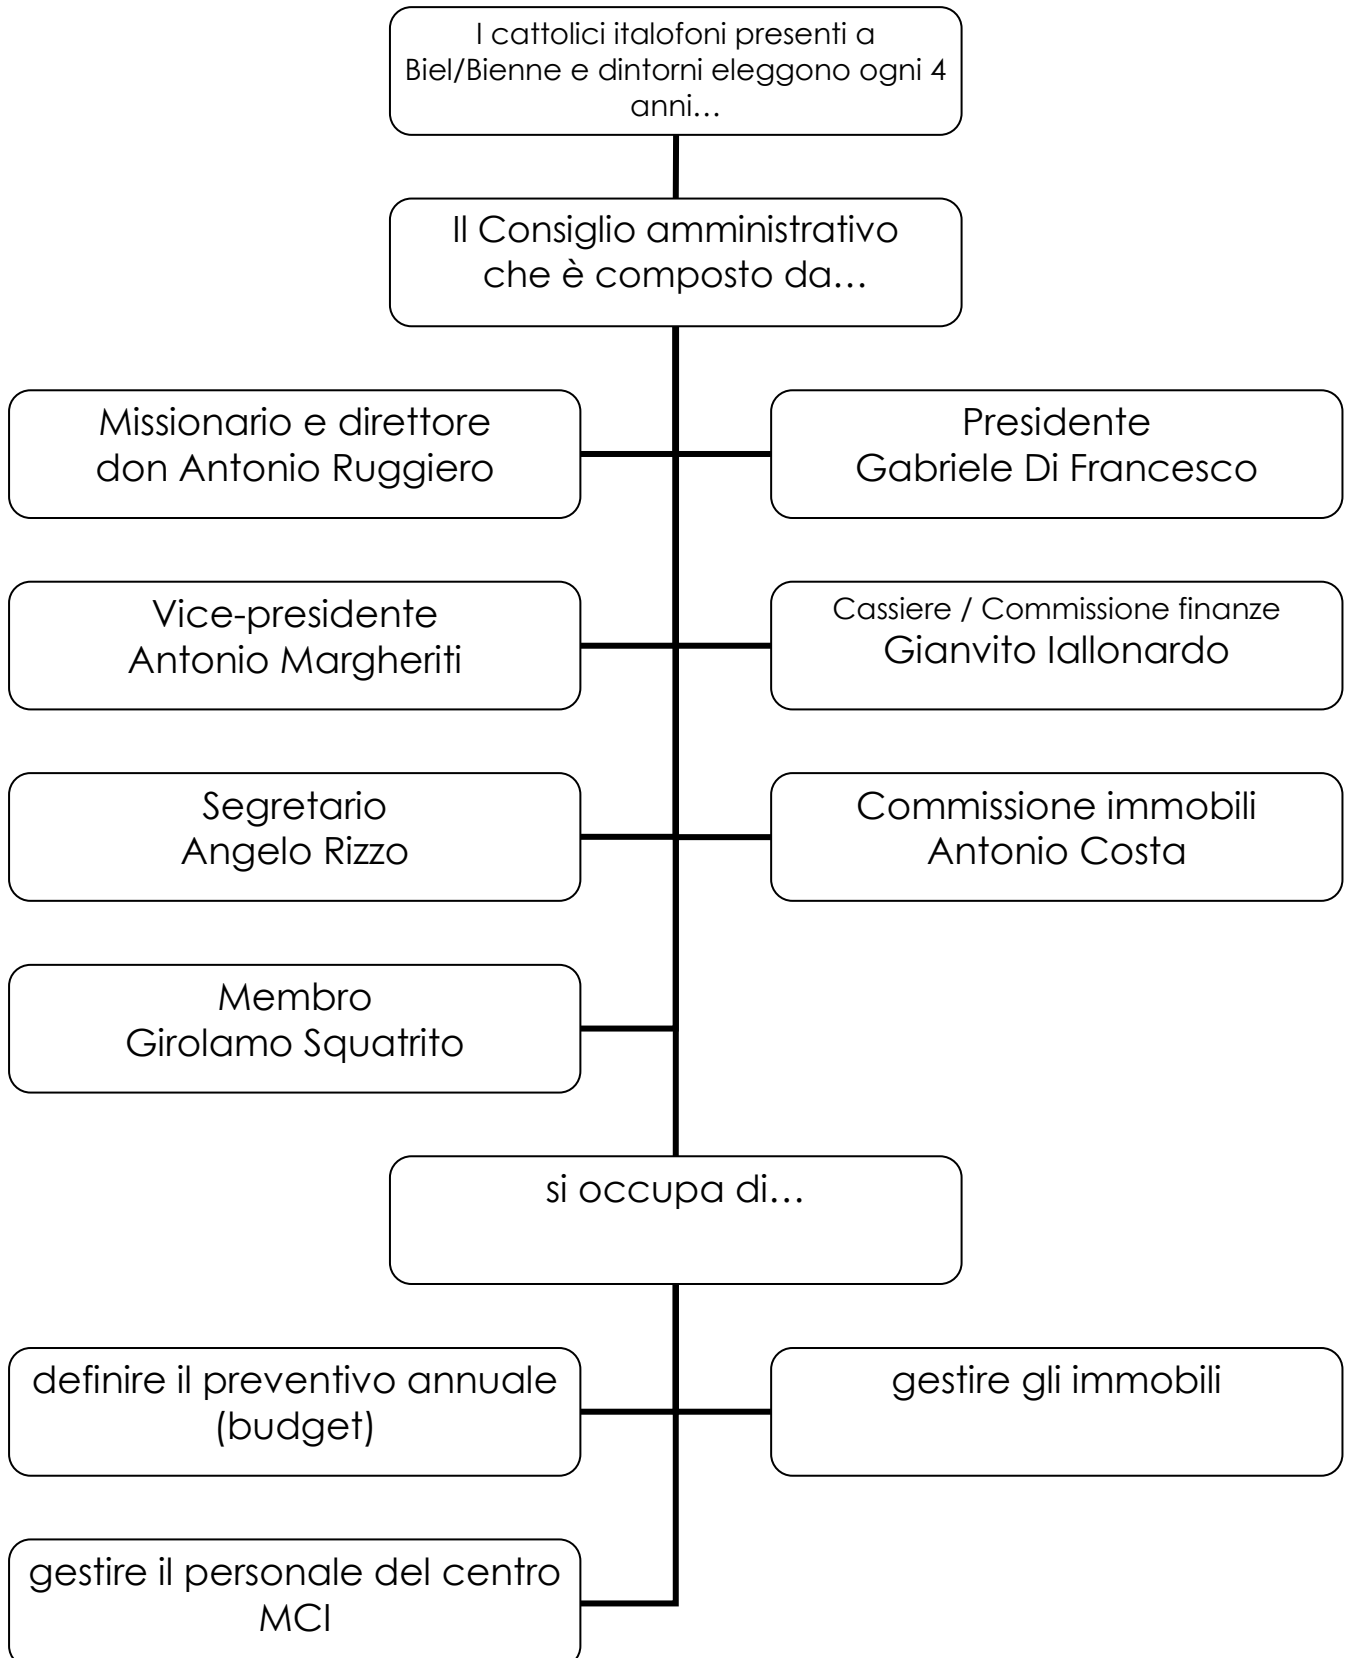 I cattolici italofoni presenti a
Biel/Bienne e dintorni eleggono ogni 4
anni…
Il Consiglio amministrativo
che è composto da…
Missionario e direttore
don Antonio Ruggiero
Presidente
Gabriele Di Francesco
Vice-presidente
Antonio Margheriti
Cassiere / Commissione finanze
Gianvito Iallonardo
Segretario
Angelo Rizzo
Commissione immobili
Antonio Costa
Membro
Girolamo Squatrito
si occupa di…
definire il preventivo annuale
(budget)
gestire gli immobili
gestire il personale del centro
MCI